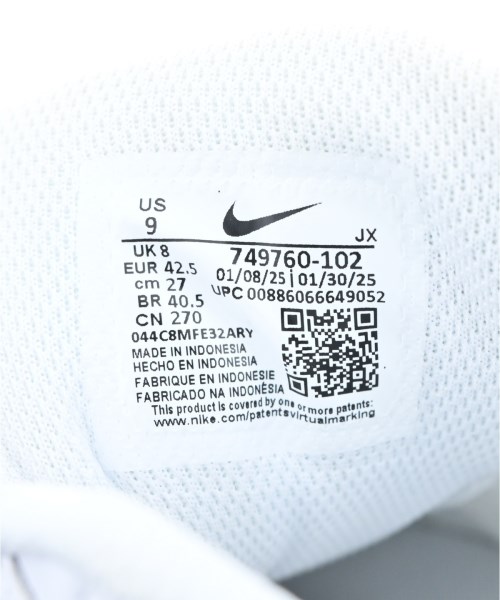 US
9
JX
UK 8
EUR 42.5
cm 27
BR 40.5
CN 270
749760-102
01/08/25 | 01/30/25
UPC 00886066649052
044C8MFE32ARY
MADE IN INDONESIA
HECHO EN INDONESIA
FABRIQUE EN INDONESIE
FABRICADO NA INDONÉSIA
This product is covered by one or more patents:
www.nike.com/patentsvirtualmarking